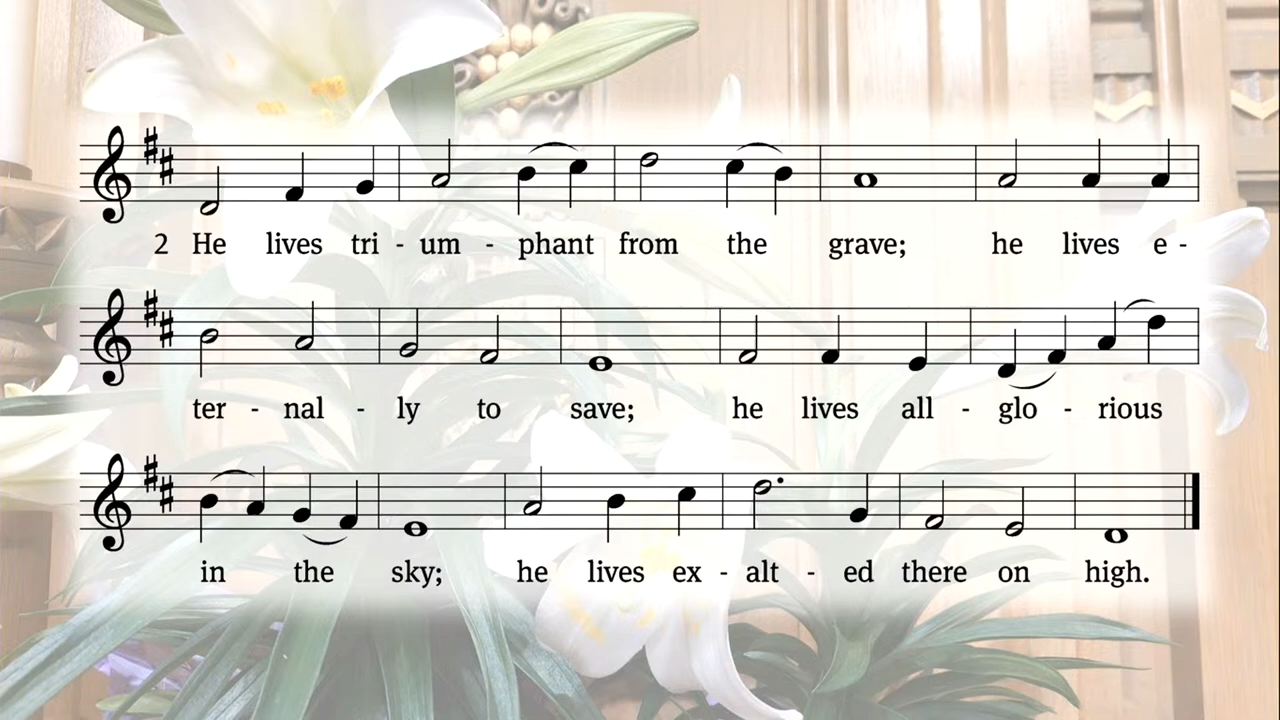 2 He lives tri - um - phant from the grave; he lives e -
ter - nal - ly to save; he lives all - glo - rious
in the sky; he lives ex - alt - ed there on high.